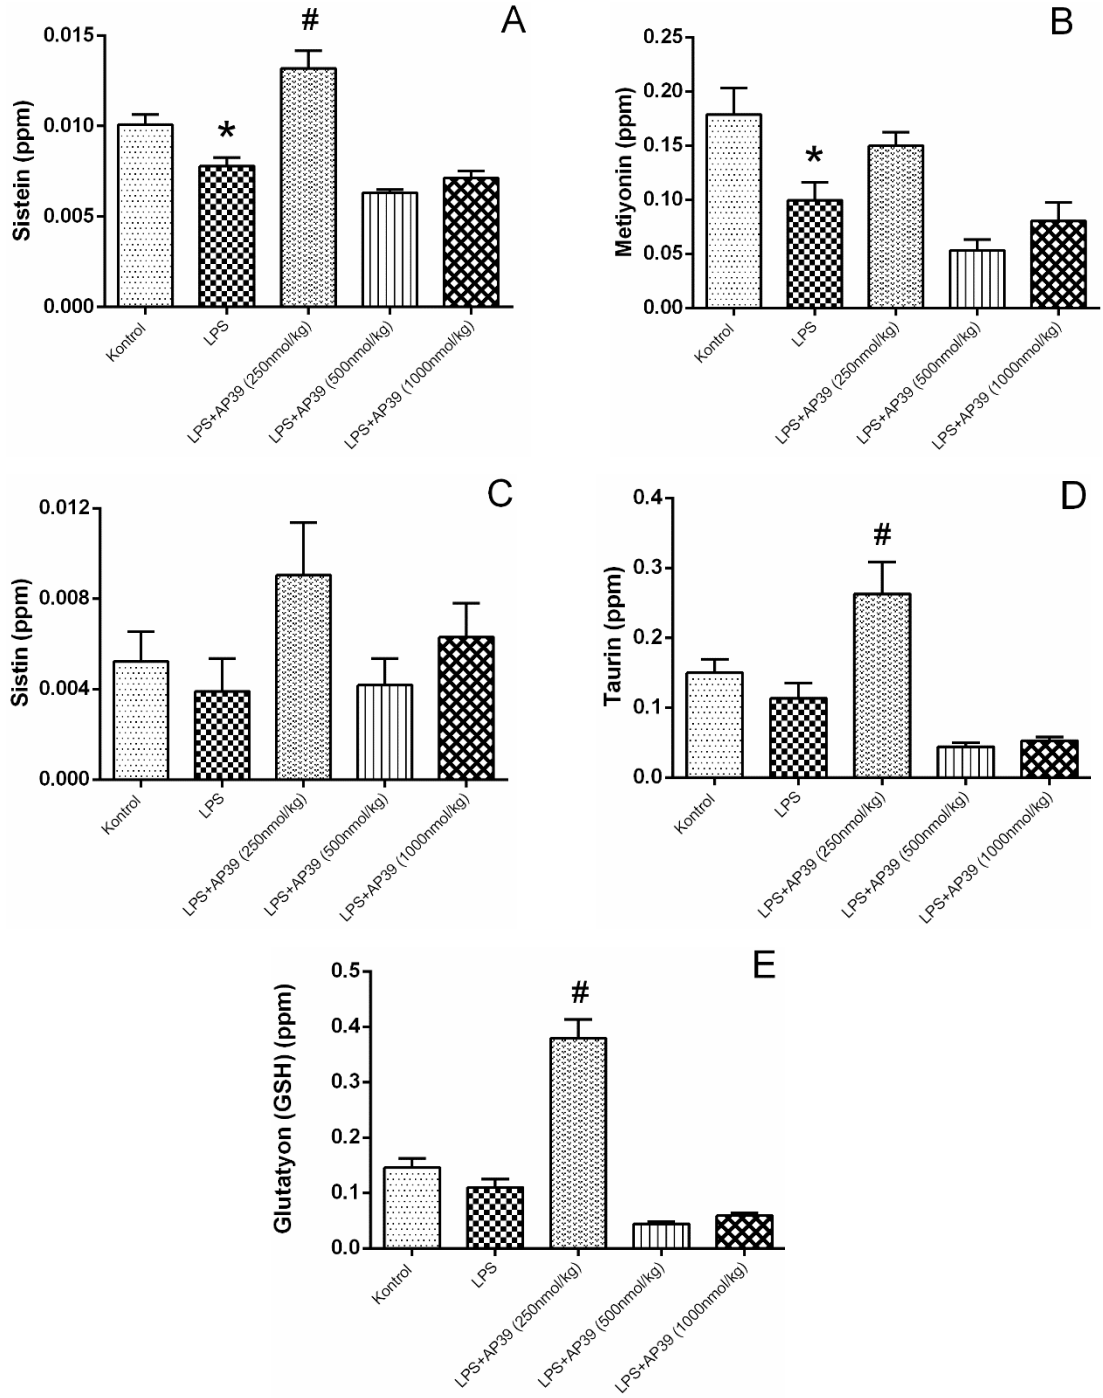 A
#
*
Sistein (ppm)
0.015
0.010
0.005
0.000
Kontrol
LPS
LPS+AP39 (250nmol/kg)
LPS+AP39 (500nmol/kg)
LPS+AP39 (1000nmol/kg)
B
*
Metiyonin (ppm)
0.25
0.20
0.15
0.10
0.05
0.00
Kontrol
LPS
LPS+AP39 (250nmol/kg)
LPS+AP39 (500nmol/kg)
LPS+AP39 (1000nmol/kg)
C
Sistin (ppm)
0.012
0.008
0.004
0.000
Kontrol
LPS
LPS+AP39 (250nmol/kg)
LPS+AP39 (500nmol/kg)
LPS+AP39 (1000nmol/kg)
D
#
Taurin (ppm)
0.4
0.3
0.2
0.1
0.0
Kontrol
LPS
LPS+AP39 (250nmol/kg)
LPS+AP39 (500nmol/kg)
LPS+AP39 (1000nmol/kg)
E
#
Glutatyon (GSH) (ppm)
0.5
0.4
0.3
0.2
0.1
0.0
Kontrol
LPS
LPS+AP39 (250nmol/kg)
LPS+AP39 (500nmol/kg)
LPS+AP39 (1000nmol/kg)